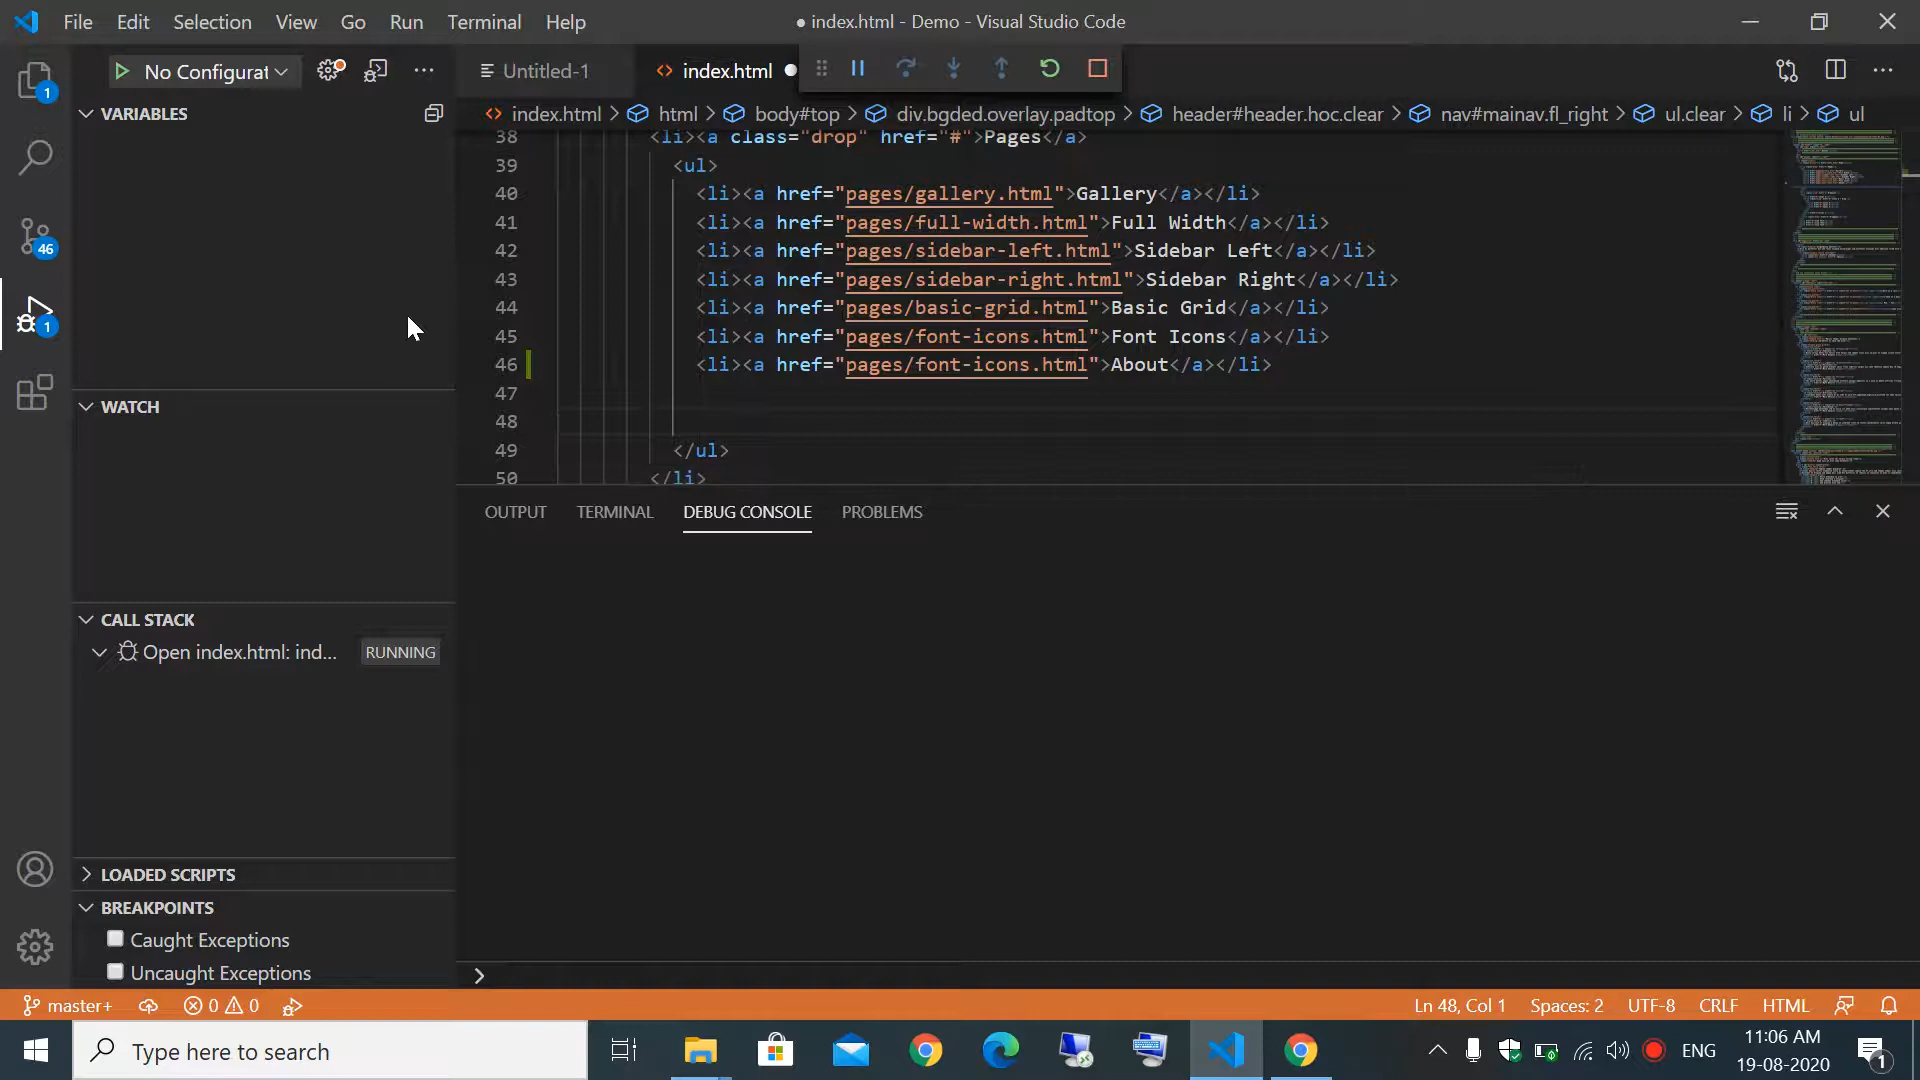 File Edit Selection View Go Run Terminal Help
● index.html - Demo - Visual Studio Code
No Configurat
Untitled-1
<> index.html ●
VARIABLES
<> index.html > html > body#top > div.bgded.overlay.padtop > header#header.hoc.clear > nav#mainav.fl_right > ul.clear > li > ul
38 <li><a class="drop" href="#">Pages</a>
39 <ul>
40 <li><a href="pages/gallery.html">Gallery</a></li>
41 <li><a href="pages/full-width.html">Full Width</a></li>
42 <li><a href="pages/sidebar-left.html">Sidebar Left</a></li>
43 <li><a href="pages/sidebar-right.html">Sidebar Right</a></li>
44 <li><a href="pages/basic-grid.html">Basic Grid</a></li>
45 <li><a href="pages/font-icons.html">Font Icons</a></li>
46 <li><a href="pages/font-icons.html">About</a></li>
47
48
49 </ul>
50 </li>
1
46
1
WATCH
OUTPUT TERMINAL DEBUG CONSOLE PROBLEMS
CALL STACK
Open index.html: ind... RUNNING
LOADED SCRIPTS
BREAKPOINTS
Caught Exceptions
Uncaught Exceptions
>
master+ 0 0
Ln 48, Col 1 Spaces: 2 UTF-8 CRLF HTML
Type here to search
ENG
11:06 AM
19-08-2020
1